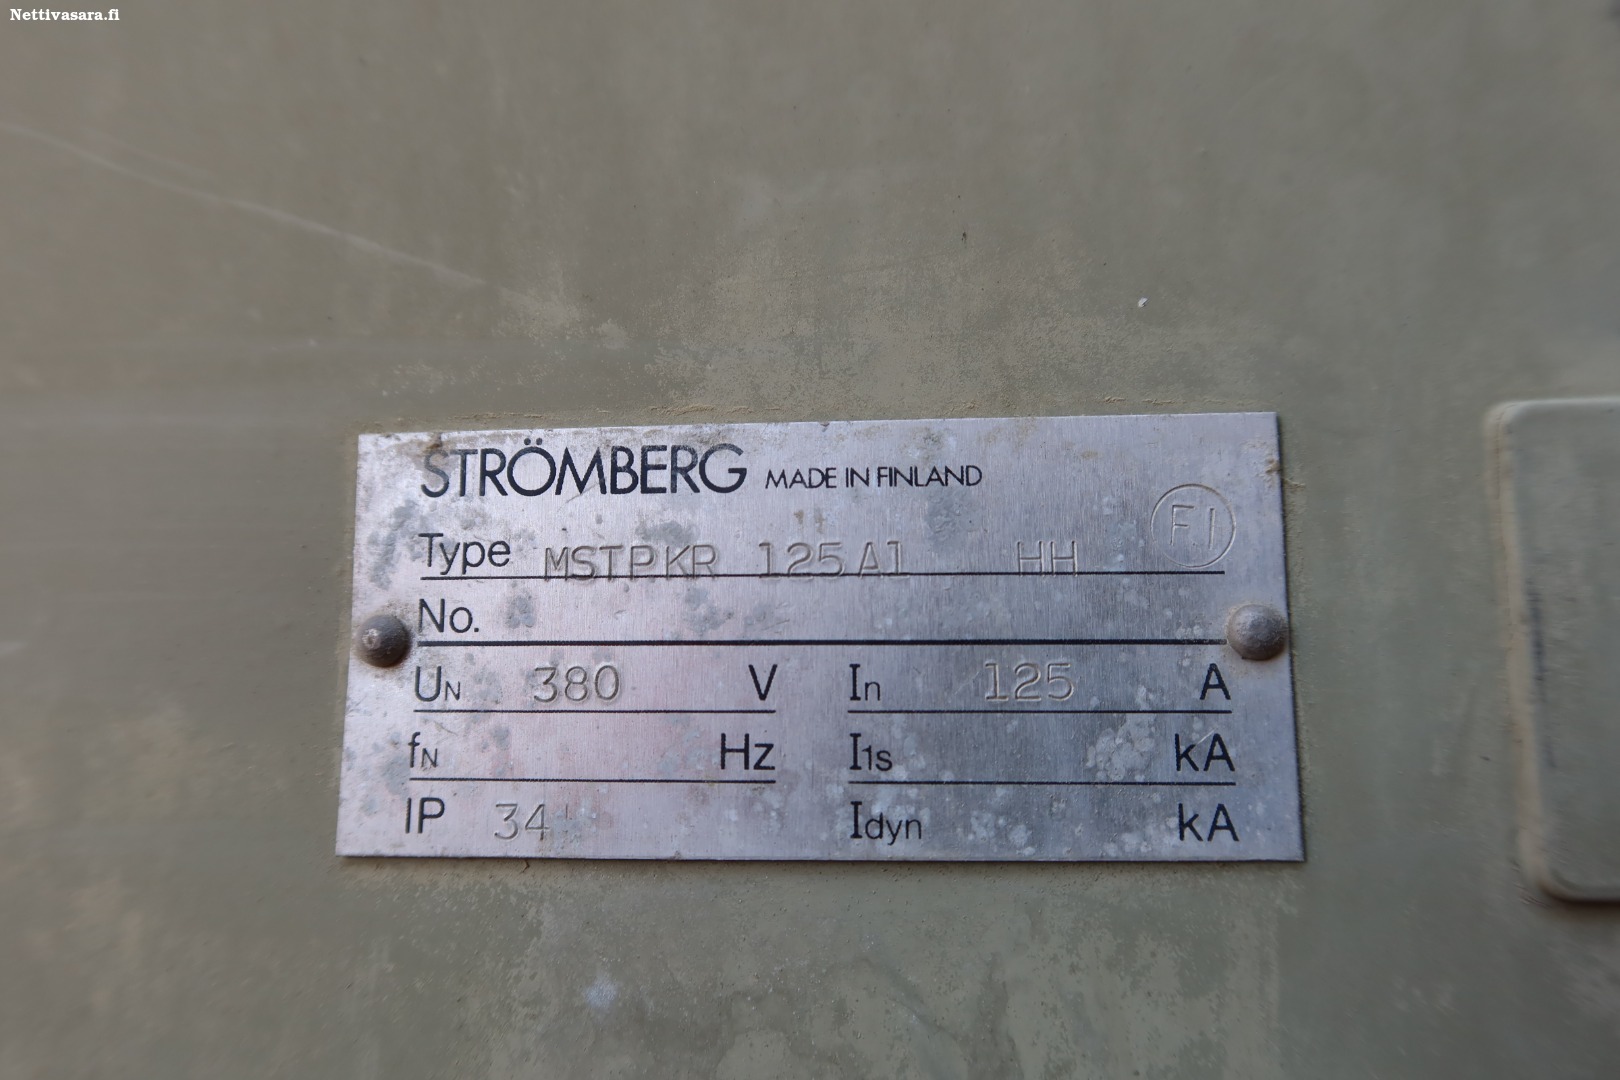 Nettivasara.fi
STRÖMBERG MADE IN FINLAND
F.I
Type MSTPKR 125A1 HH
No.
UN 380 V In 125 A
fN Hz I1s kA
IP 34 Idyn kA